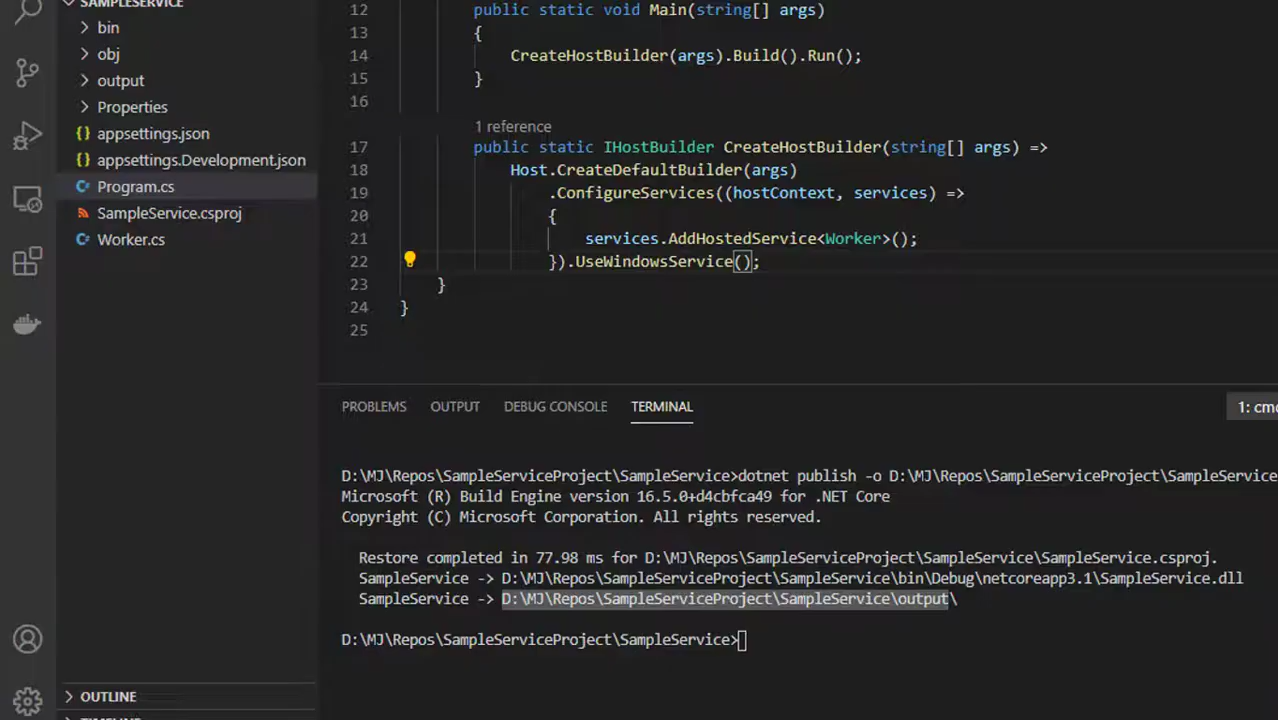 SAMPLESERVICE
bin
obj
output
Properties
{} appsettings.json
{} appsettings.Development.json
C# Program.cs
SampleService.csproj
C# Worker.cs
OUTLINE
12 public static void Main(string[] args)
13 {
14 CreateHostBuilder(args).Build().Run();
15 }
16
1 reference
17 public static IHostBuilder CreateHostBuilder(string[] args) =>
18 Host.CreateDefaultBuilder(args)
19 .ConfigureServices((hostContext, services) =>
20 {
21 services.AddHostedService<Worker>();
22 }).UseWindowsService();
23 }
24 }
25
PROBLEMS OUTPUT DEBUG CONSOLE TERMINAL 1: cmd
D:\MJ\Repos\SampleServiceProject\SampleService>dotnet publish -o D:\MJ\Repos\SampleServiceProject\SampleService
Microsoft (R) Build Engine version 16.5.0+d4cbfca49 for .NET Core
Copyright (C) Microsoft Corporation. All rights reserved.
Restore completed in 77.98 ms for D:\MJ\Repos\SampleServiceProject\SampleService\SampleService.csproj.
SampleService -> D:\MJ\Repos\SampleServiceProject\SampleService\bin\Debug\netcoreapp3.1\SampleService.dll
SampleService -> D:\MJ\Repos\SampleServiceProject\SampleService\output\
D:\MJ\Repos\SampleServiceProject\SampleService>